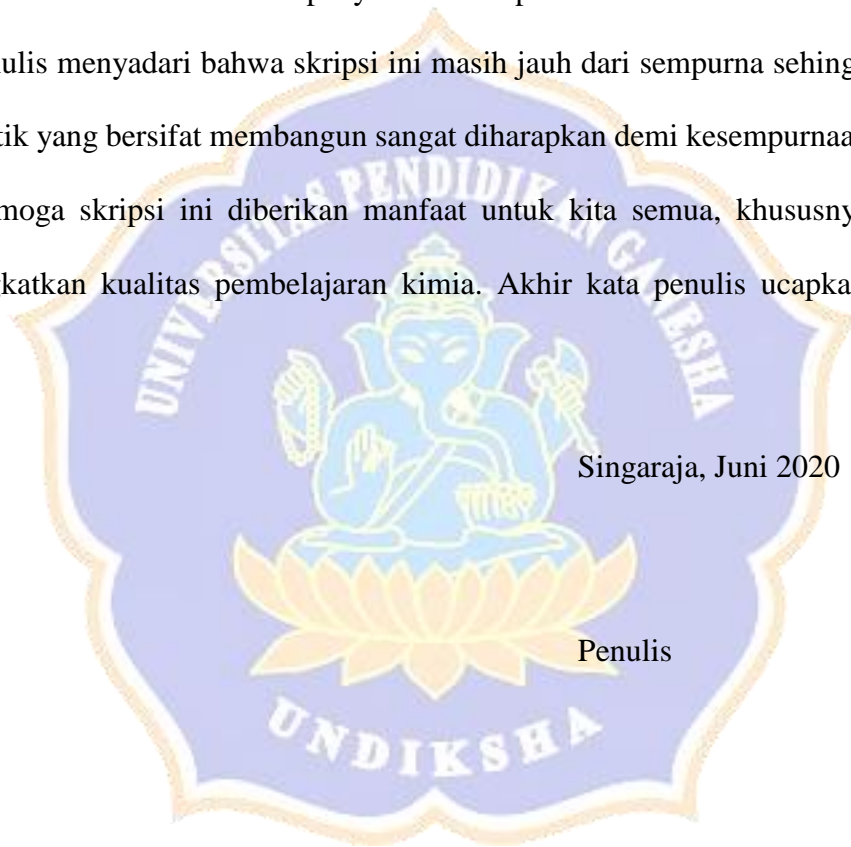 ulis menyadari bahwa skripsi ini masih jauh dari sempurna sehing
tik yang bersifat membangun sangat diharapkan demi kesempurnaa
moga skripsi ini diberikan manfaat untuk kita semua, khususny
gkatkan kualitas pembelajaran kimia. Akhir kata penulis ucapka
UNIVERSITAS PENDIDIKAN GANESHA
Singaraja, Juni 2020
Penulis
UNDIKSHA